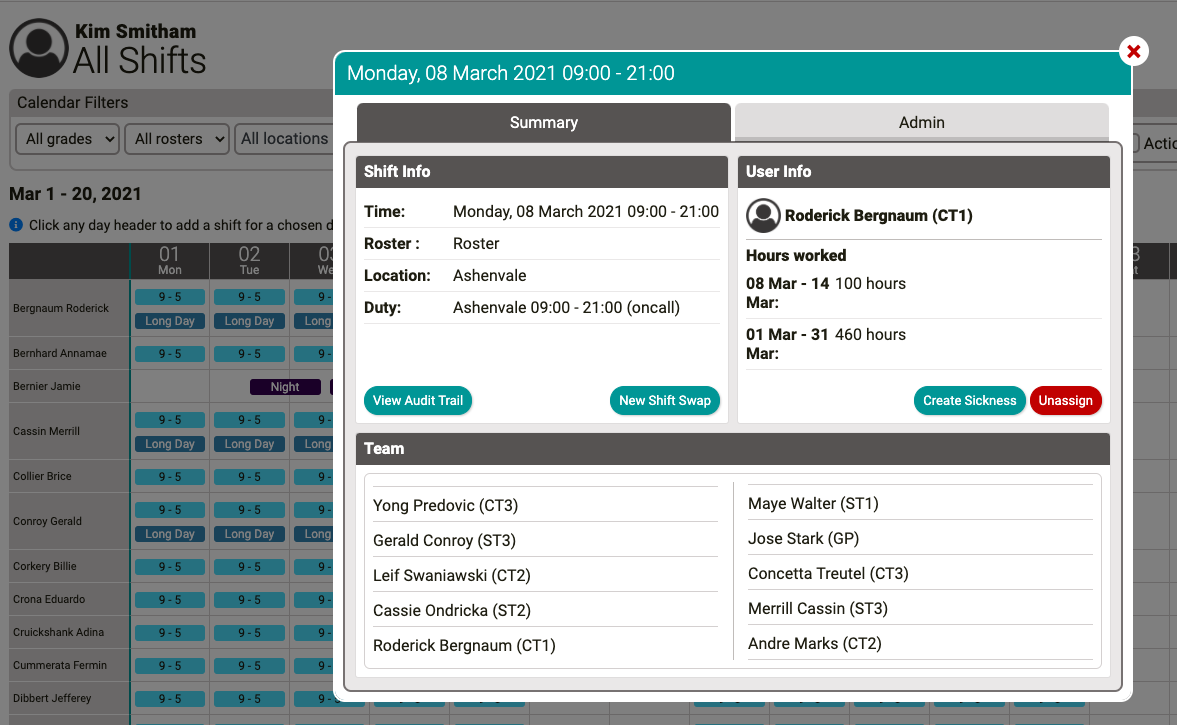 Kim Smitham
All Shifts
Calendar Filters
All grades
All rosters
All locations
Actio
Mar 1 - 20, 2021
Click any day header to add a shift for a chosen d
01
Mon
02
Tue
Bergnaum Roderick
9 - 5
9 - 5
9 -
Long Day
Long Day
Long
Bernhard Annamae
9 - 5
9 - 5
9 -
Bernier Jamie
Night
Cassin Merrill
9 - 5
9 - 5
9 -
Long Day
Long Day
Long
Collier Brice
9 - 5
9 - 5
9 -
Conroy Gerald
9 - 5
9 - 5
9 -
Long Day
Long Day
Long
Corkery Billie
9 - 5
9 - 5
9 -
Crona Eduardo
9 - 5
9 - 5
9 -
Cruickshank Adina
9 - 5
9 - 5
9 -
Cummerata Fermin
9 - 5
9 - 5
9 -
Dibbert Jefferey
9 - 5
9 - 5
9 - 5
Monday, 08 March 2021 09:00 - 21:00
Summary
Admin
Shift Info
Time: Monday, 08 March 2021 09:00 - 21:00
Roster : Roster
Location: Ashenvale
Duty: Ashenvale 09:00 - 21:00 (oncall)
View Audit Trail
New Shift Swap
User Info
Roderick Bergnaum (CT1)
Hours worked
08 Mar - 14 100 hours
Mar:
01 Mar - 31 460 hours
Mar:
Create Sickness
Unassign
Team
Yong Predovic (CT3)
Gerald Conroy (ST3)
Leif Swaniawski (CT2)
Cassie Ondricka (ST2)
Roderick Bergnaum (CT1)
Maye Walter (ST1)
Jose Stark (GP)
Concetta Treutel (CT3)
Merrill Cassin (ST3)
Andre Marks (CT2)